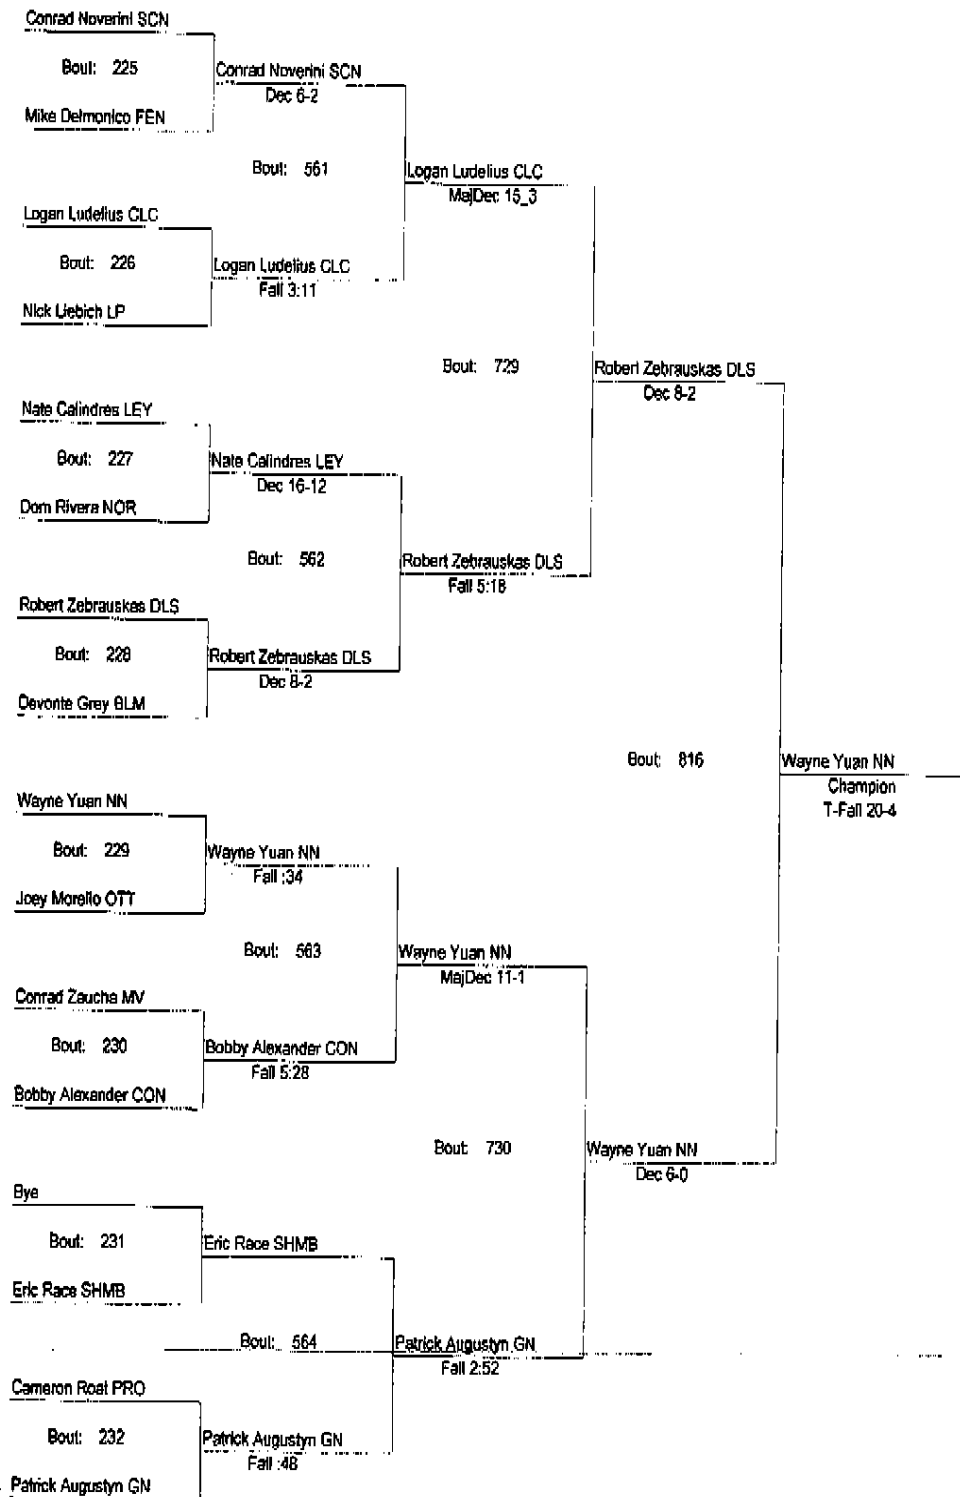 Conrad Noverini SCN
Bout: 225
Conrad Noverini SCN
Dec 6-2
Mike Delmonico FEN
Bout: 561
Logan Ludelius CLC
MajDec 15_3
Logan Ludelius CLC
Bout: 226
Logan Ludelius CLC
Fall 3:11
Nick Liebich LP
Bout: 729
Robert Zebrauskas DLS
Dec 8-2
Nate Calindres LEY
Bout: 227
Nate Calindres LEY
Dec 16-12
Dom Rivera NOR
Bout: 562
Robert Zebrauskas DLS
Fall 5:18
Robert Zebrauskas DLS
Bout: 228
Robert Zebrauskas DLS
Dec 8-2
Devonte Grey BLM
Bout: 816
Wayne Yuan NN
Champion
T-Fall 20-4
Wayne Yuan NN
Bout: 229
Wayne Yuan NN
Fall :34
Joey Morello OTT
Bout: 563
Wayne Yuan NN
MajDec 11-1
Conrad Zaucha MV
Bout: 230
Bobby Alexander CON
Fall 5:28
Bobby Alexander CON
Bout: 730
Wayne Yuan NN
Dec 6-0
Bye
Bout: 231
Eric Race SHMB
Eric Race SHMB
Bout: 564
Patrick Augustyn GN
Fall 2:52
Cameron Roat PRO
Bout: 232
Patrick Augustyn GN
Fall :48
Patrick Augustyn GN